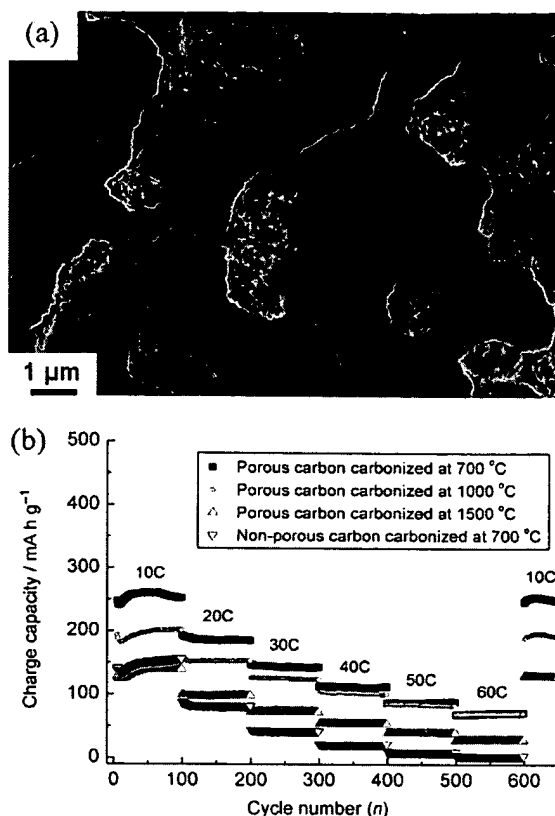 (a)
1 µm
(b)
500
400
300
200
100
0
Charge capacity / mA h g⁻¹
■ Porous carbon carbonized at 700 °C
▫ Porous carbon carbonized at 1000 °C
△ Porous carbon carbonized at 1500 °C
▽ Non-porous carbon carbonized at 700 °C
10C
20C
30C
40C
50C
60C
10C
0 100 200 300 400 500 600
Cycle number (n)